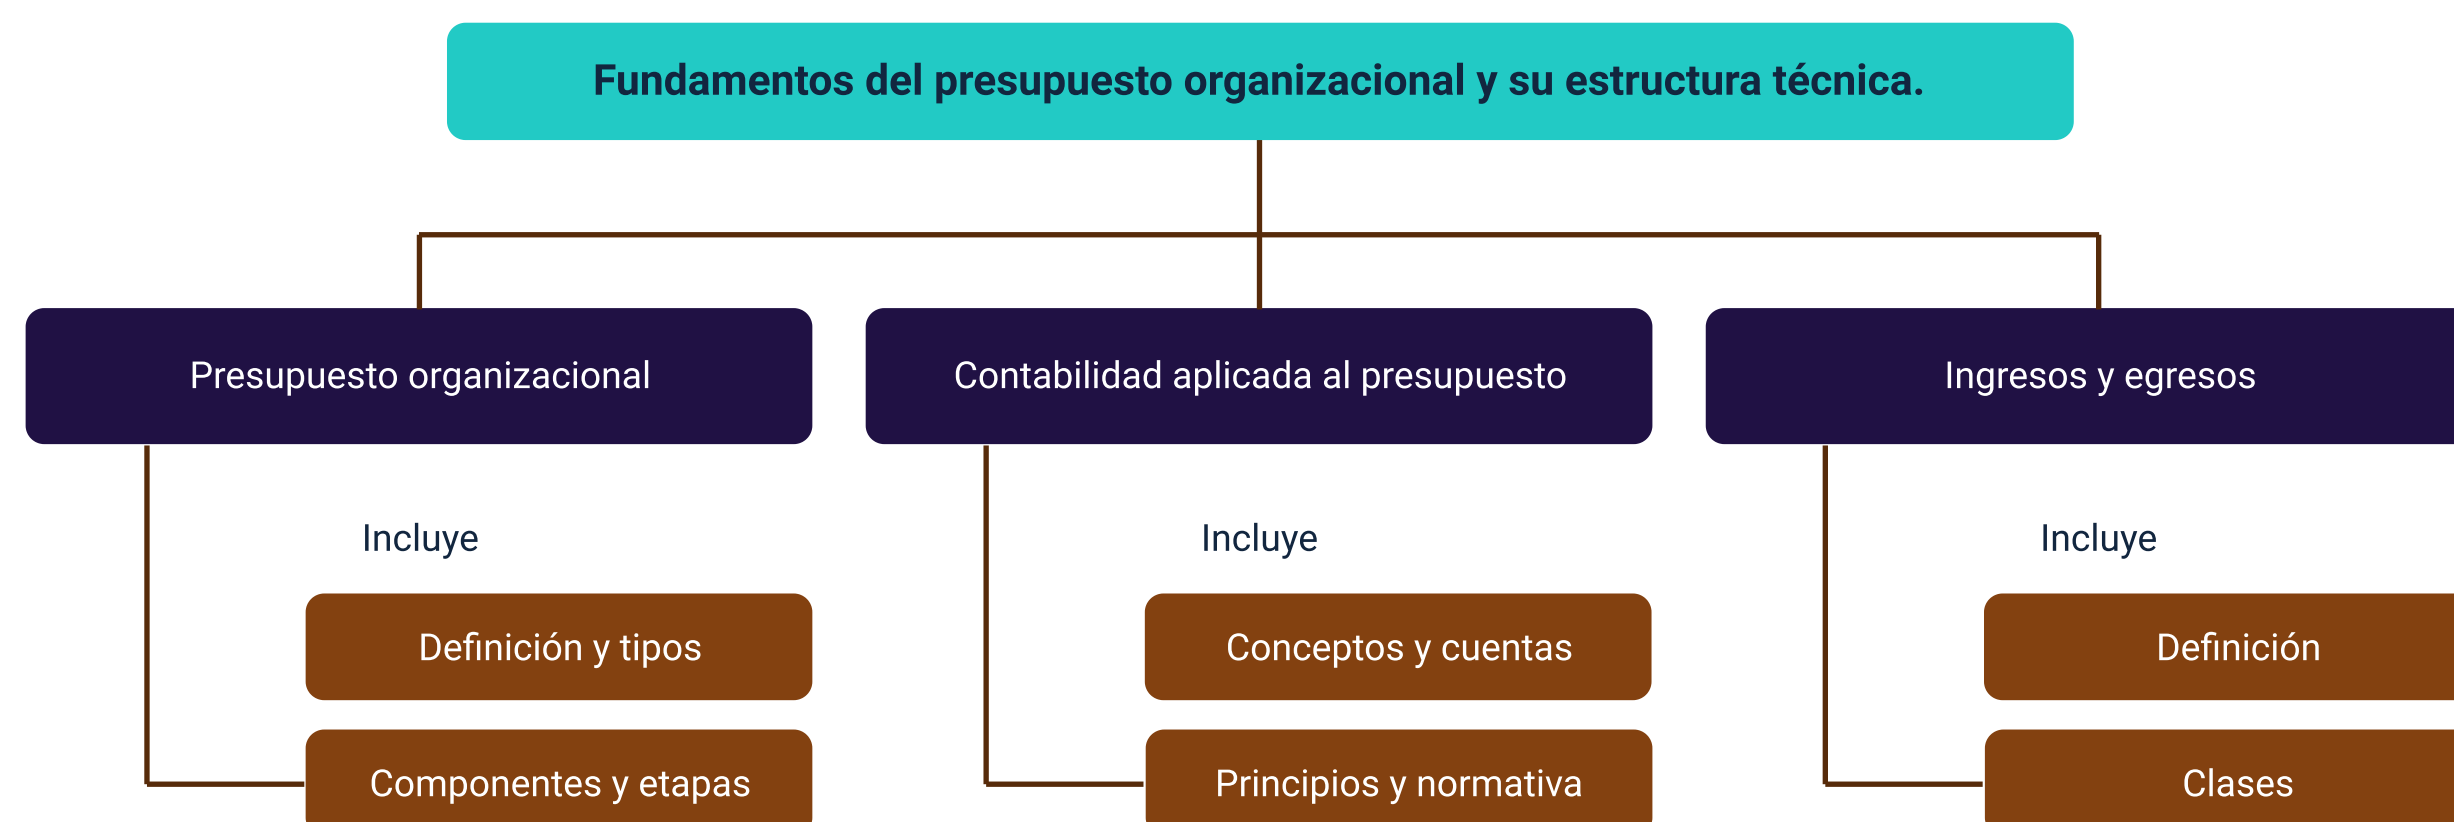 Fundamentos del presupuesto organizacional y su estructura técnica.
Presupuesto organizacional
Contabilidad aplicada al presupuesto
Ingresos y egresos
Incluye
Incluye
Incluye
Definición y tipos
Conceptos y cuentas
Definición
Componentes y etapas
Principios y normativa
Clases